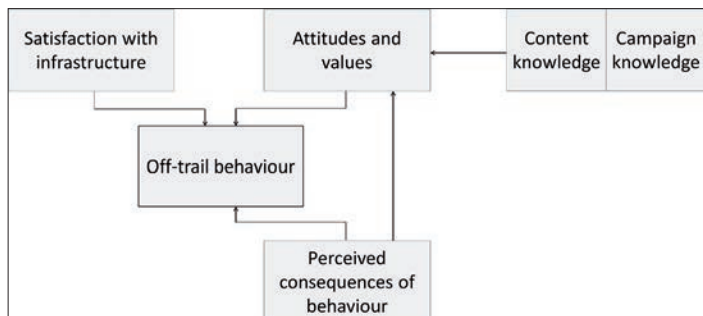 Satisfaction with
infrastructure
Attitudes and
values
Content
knowledge
Campaign
knowledge
Off-trail behaviour
Perceived
consequences of
behaviour